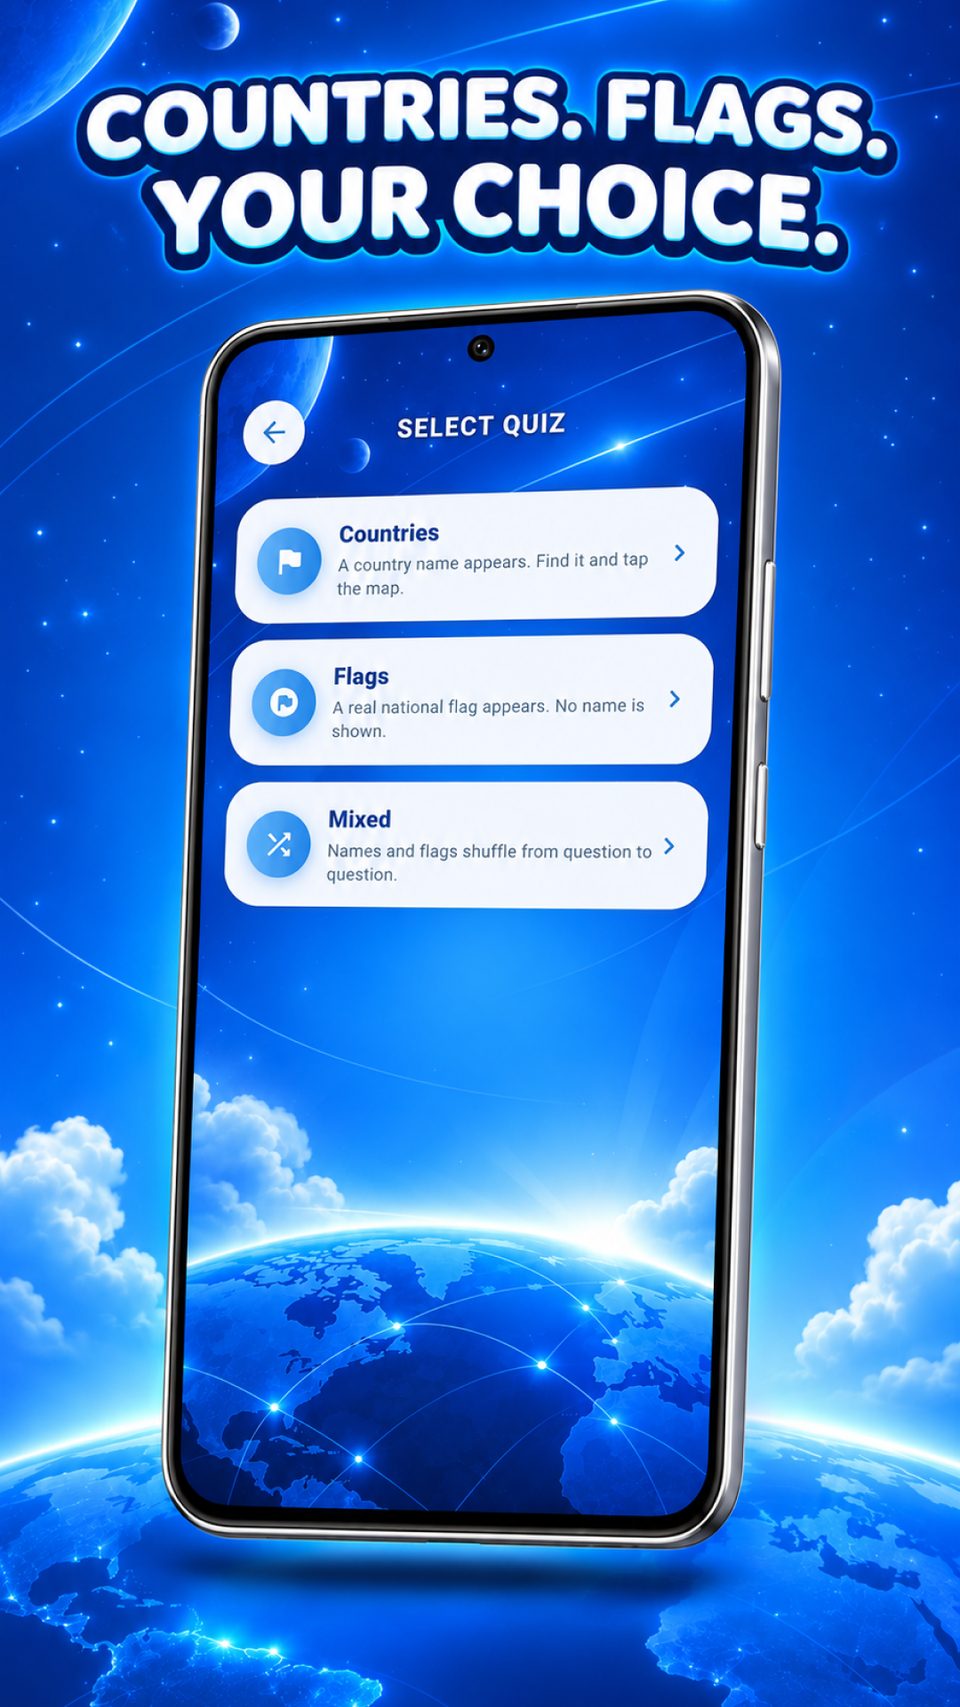 COUNTRIES. FLAGS.
YOUR CHOICE.
SELECT QUIZ
Countries
A country name appears. Find it and tap
the map.
Flags
A real national flag appears. No name is
shown.
Mixed
Names and flags shuffle from question to
question.